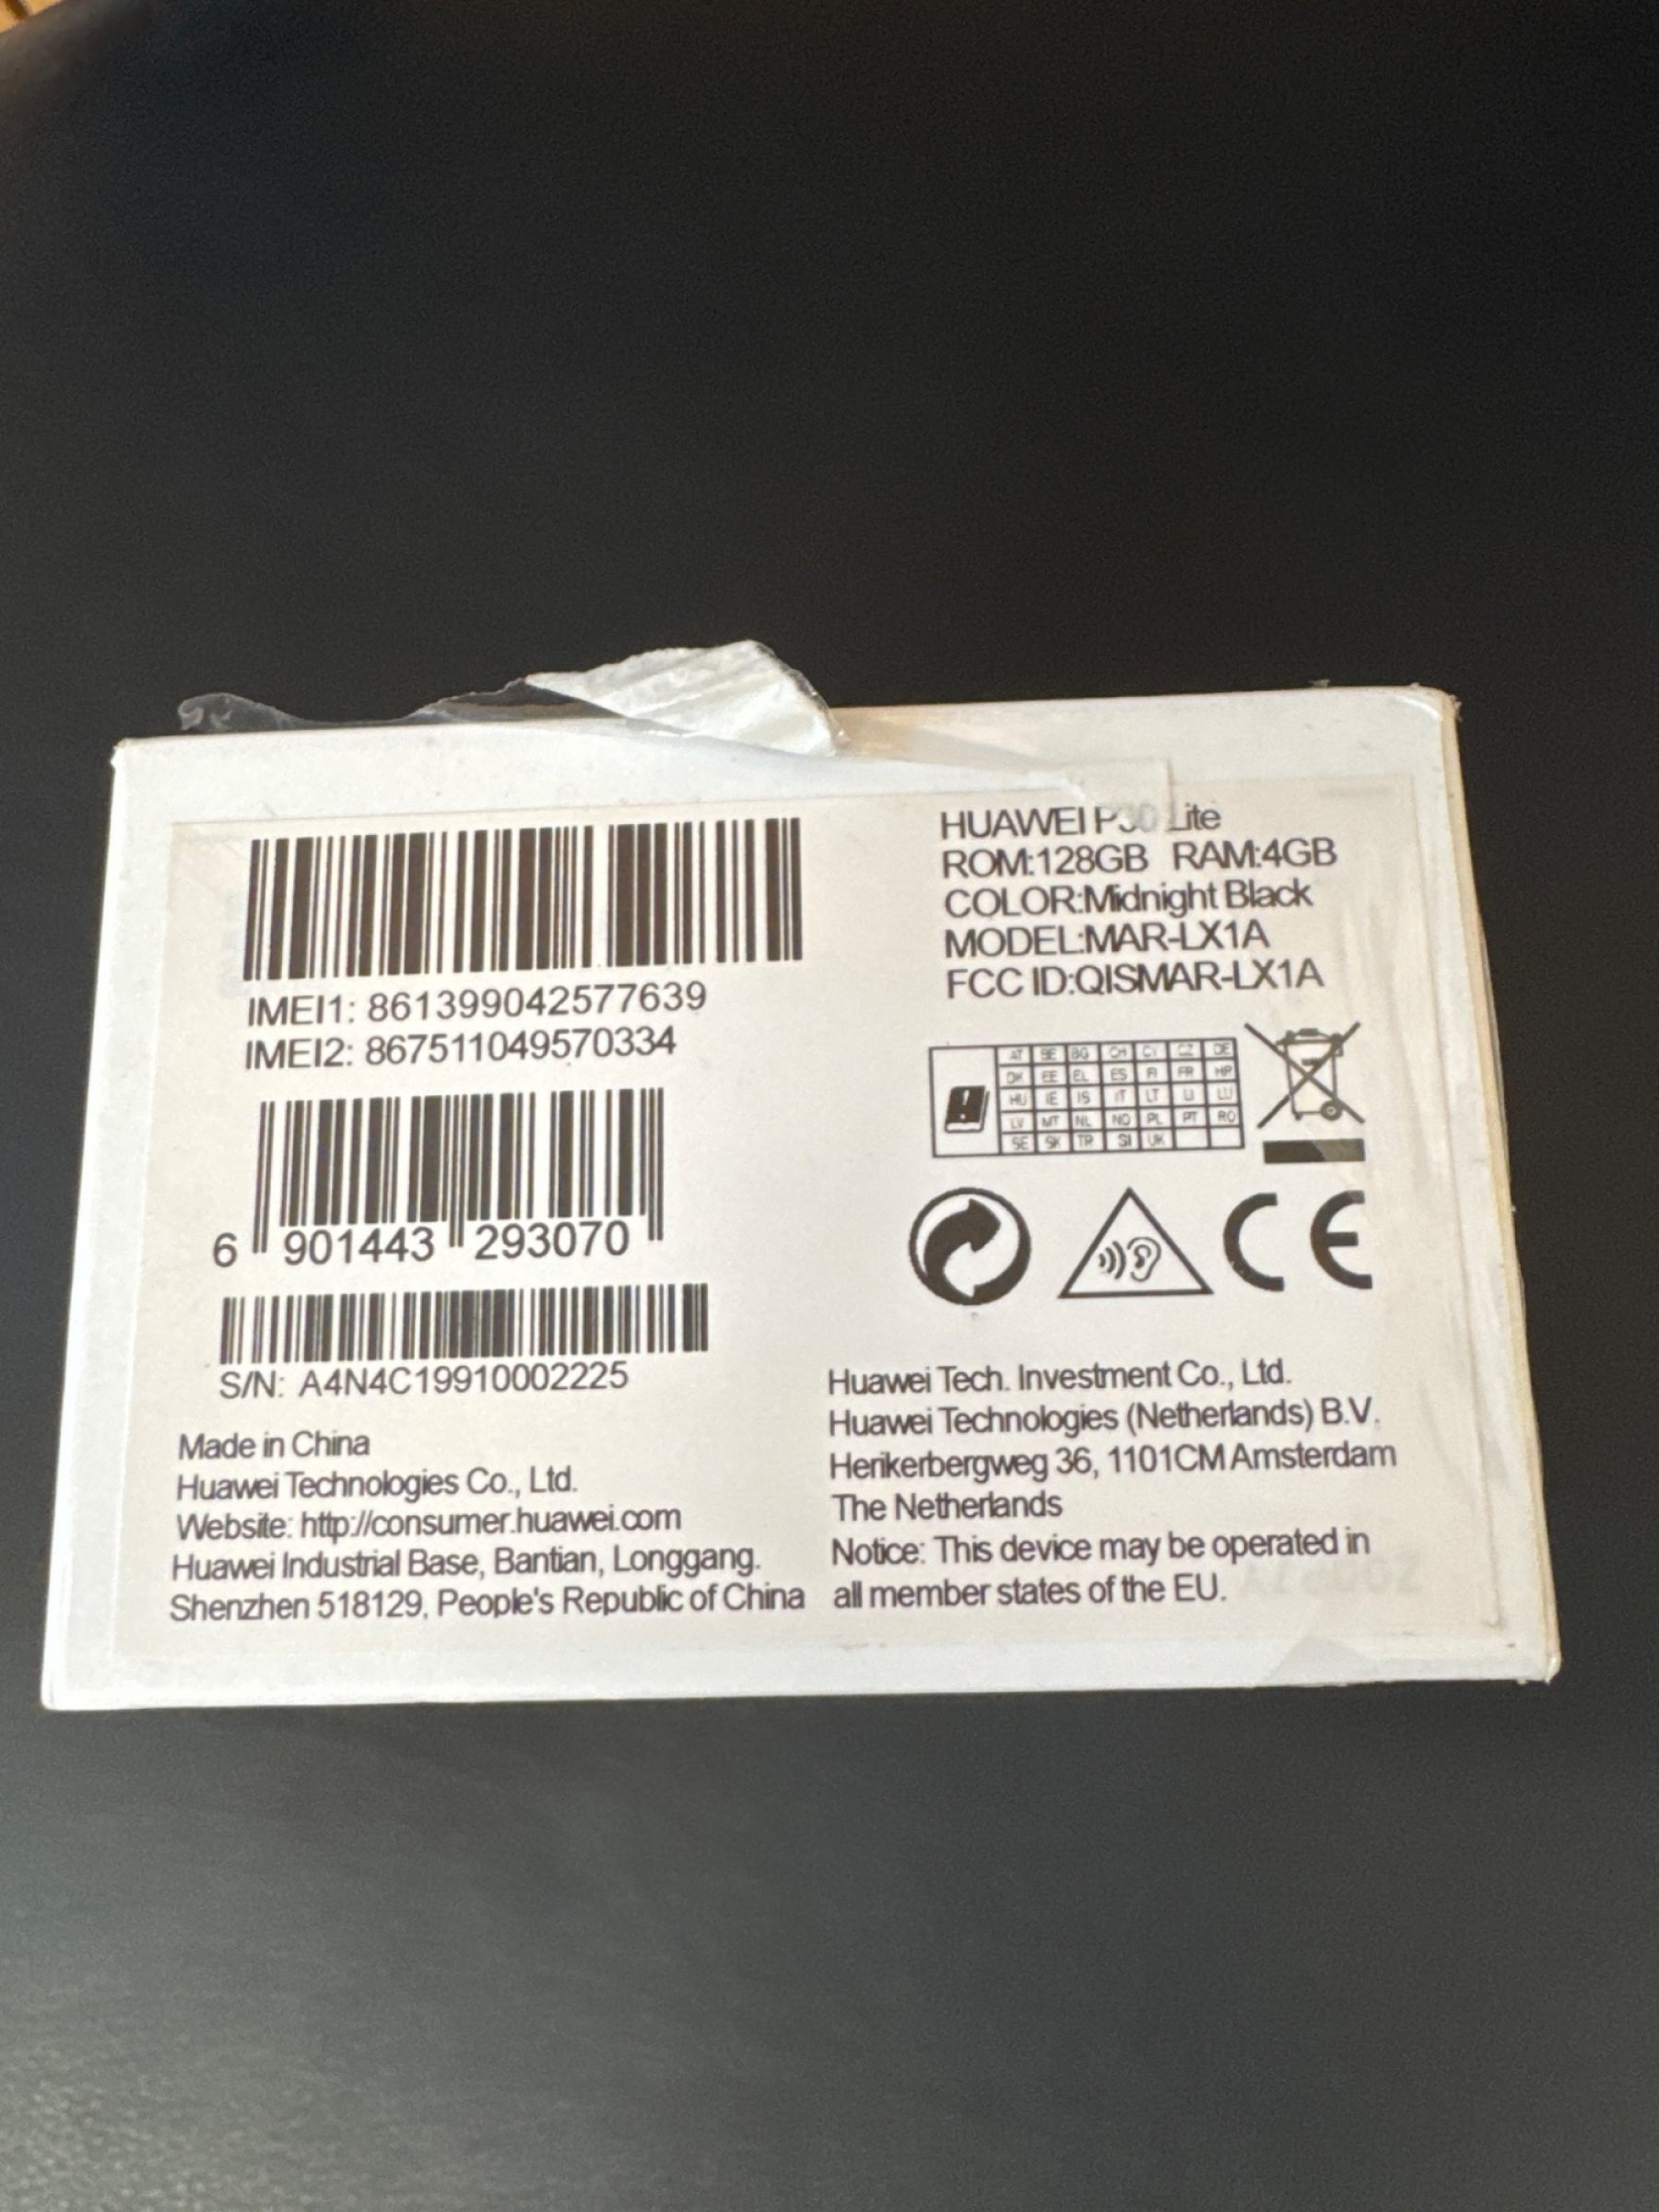 IMEI1: 861399042577639
IMEI2: 867511049570334
6 901443 293070
S/N: A4N4C19910002225
Made in China
Huawei Technologies Co., Ltd.
Website: http://consumer.huawei.com
Huawei Industrial Base, Bantian, Longgang.
Shenzhen 518129, People's Republic of China
HUAWEI P30 Lite
ROM:128GB RAM:4GB
COLOR:Midnight Black
MODEL:MAR-LX1A
FCC ID:QISMAR-LX1A
AT BE BG CH CY CZ DE
DK EE EL ES FI FR HR
HU IE IS IT LT LI LU
LV MT NL NO PL PT RO
SE SK TR SI UK
CE
Huawei Tech. Investment Co., Ltd.
Huawei Technologies (Netherlands) B.V.
Herikerbergweg 36, 1101CM Amsterdam
The Netherlands
Notice: This device may be operated in
all member states of the EU.